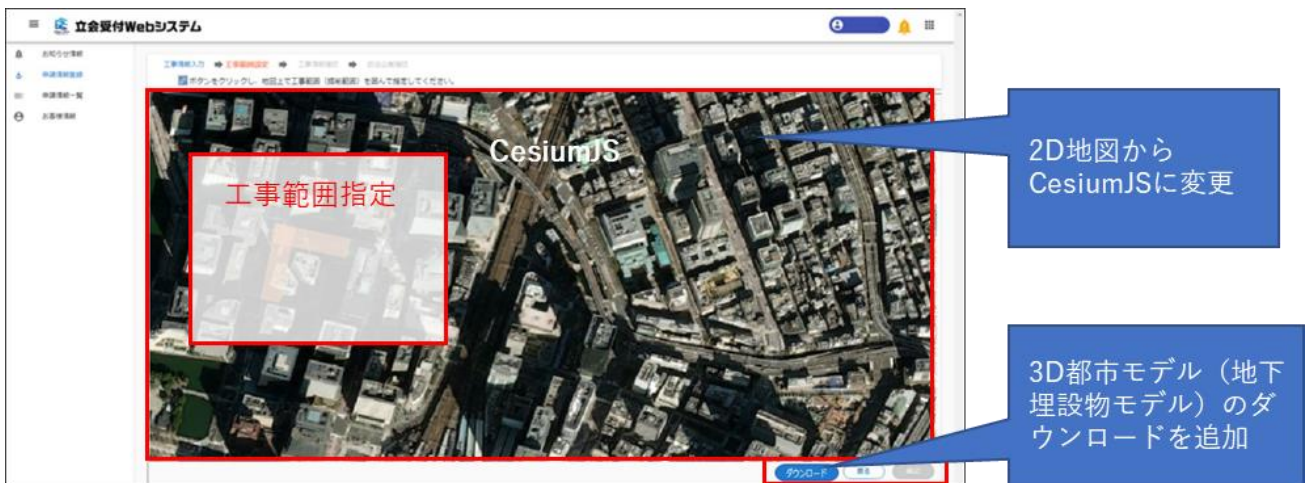 立会受付Webシステム
お知らせ情報
申請情報登録
申請情報一覧
お客様情報
工事情報入力 ➡ 工事範囲設定 ➡
ボタンをクリックし、地図上で工事範囲（掘削範囲）を囲んで指定してください。
CesiumJS
工事範囲指定
2D地図から
CesiumJSに変更
3D都市モデル（地下
埋設物モデル）のダ
ウンロードを追加
ダウンロード
戻る